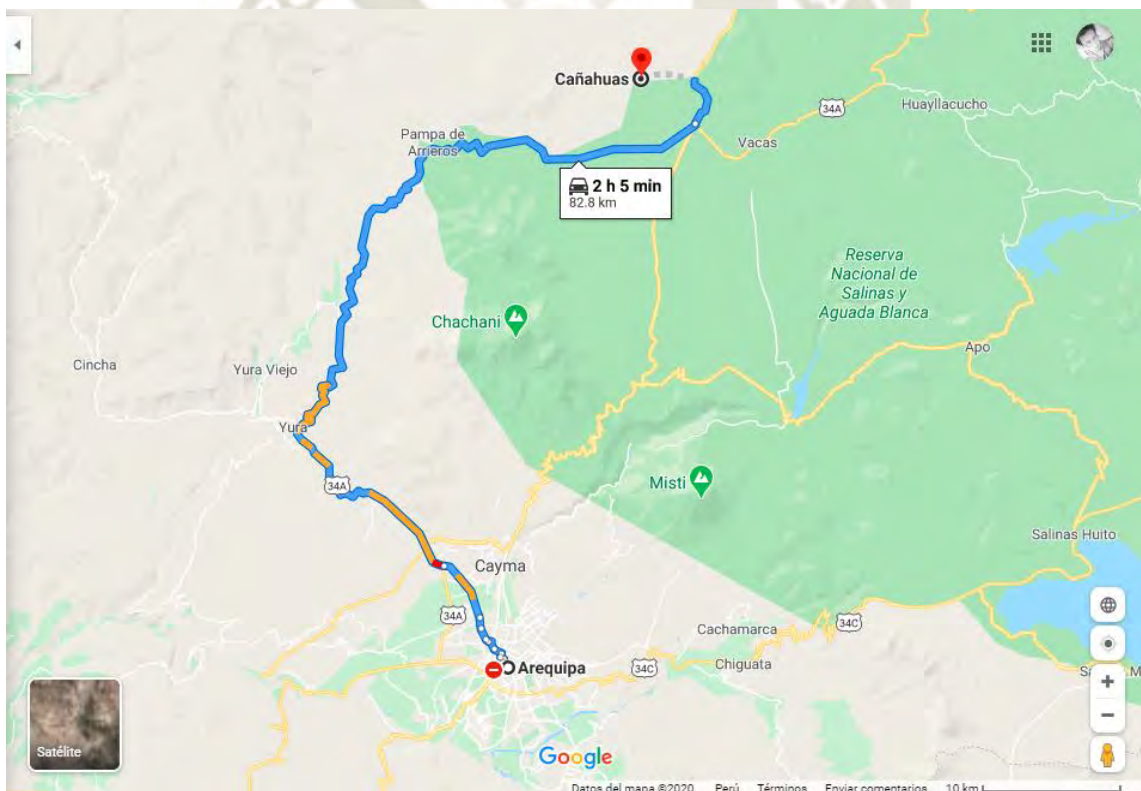 Cañahuas
34A
Huayllacucho
Pampa de
Arrieros
Vacas
2 h 5 min
82.8 km
Reserva
Nacional de
Salinas y
Aguada Blanca
Chachani
Apo
Cincha
Yura Viejo
Yura
34A
Misti
Salinas Huito
Cayma
34A
Cachamarca
34C
Chiguata
34C
Arequipa
Satélite
Google
Datos del mapa ©2020 Perú Términos Enviar comentarios 10 km